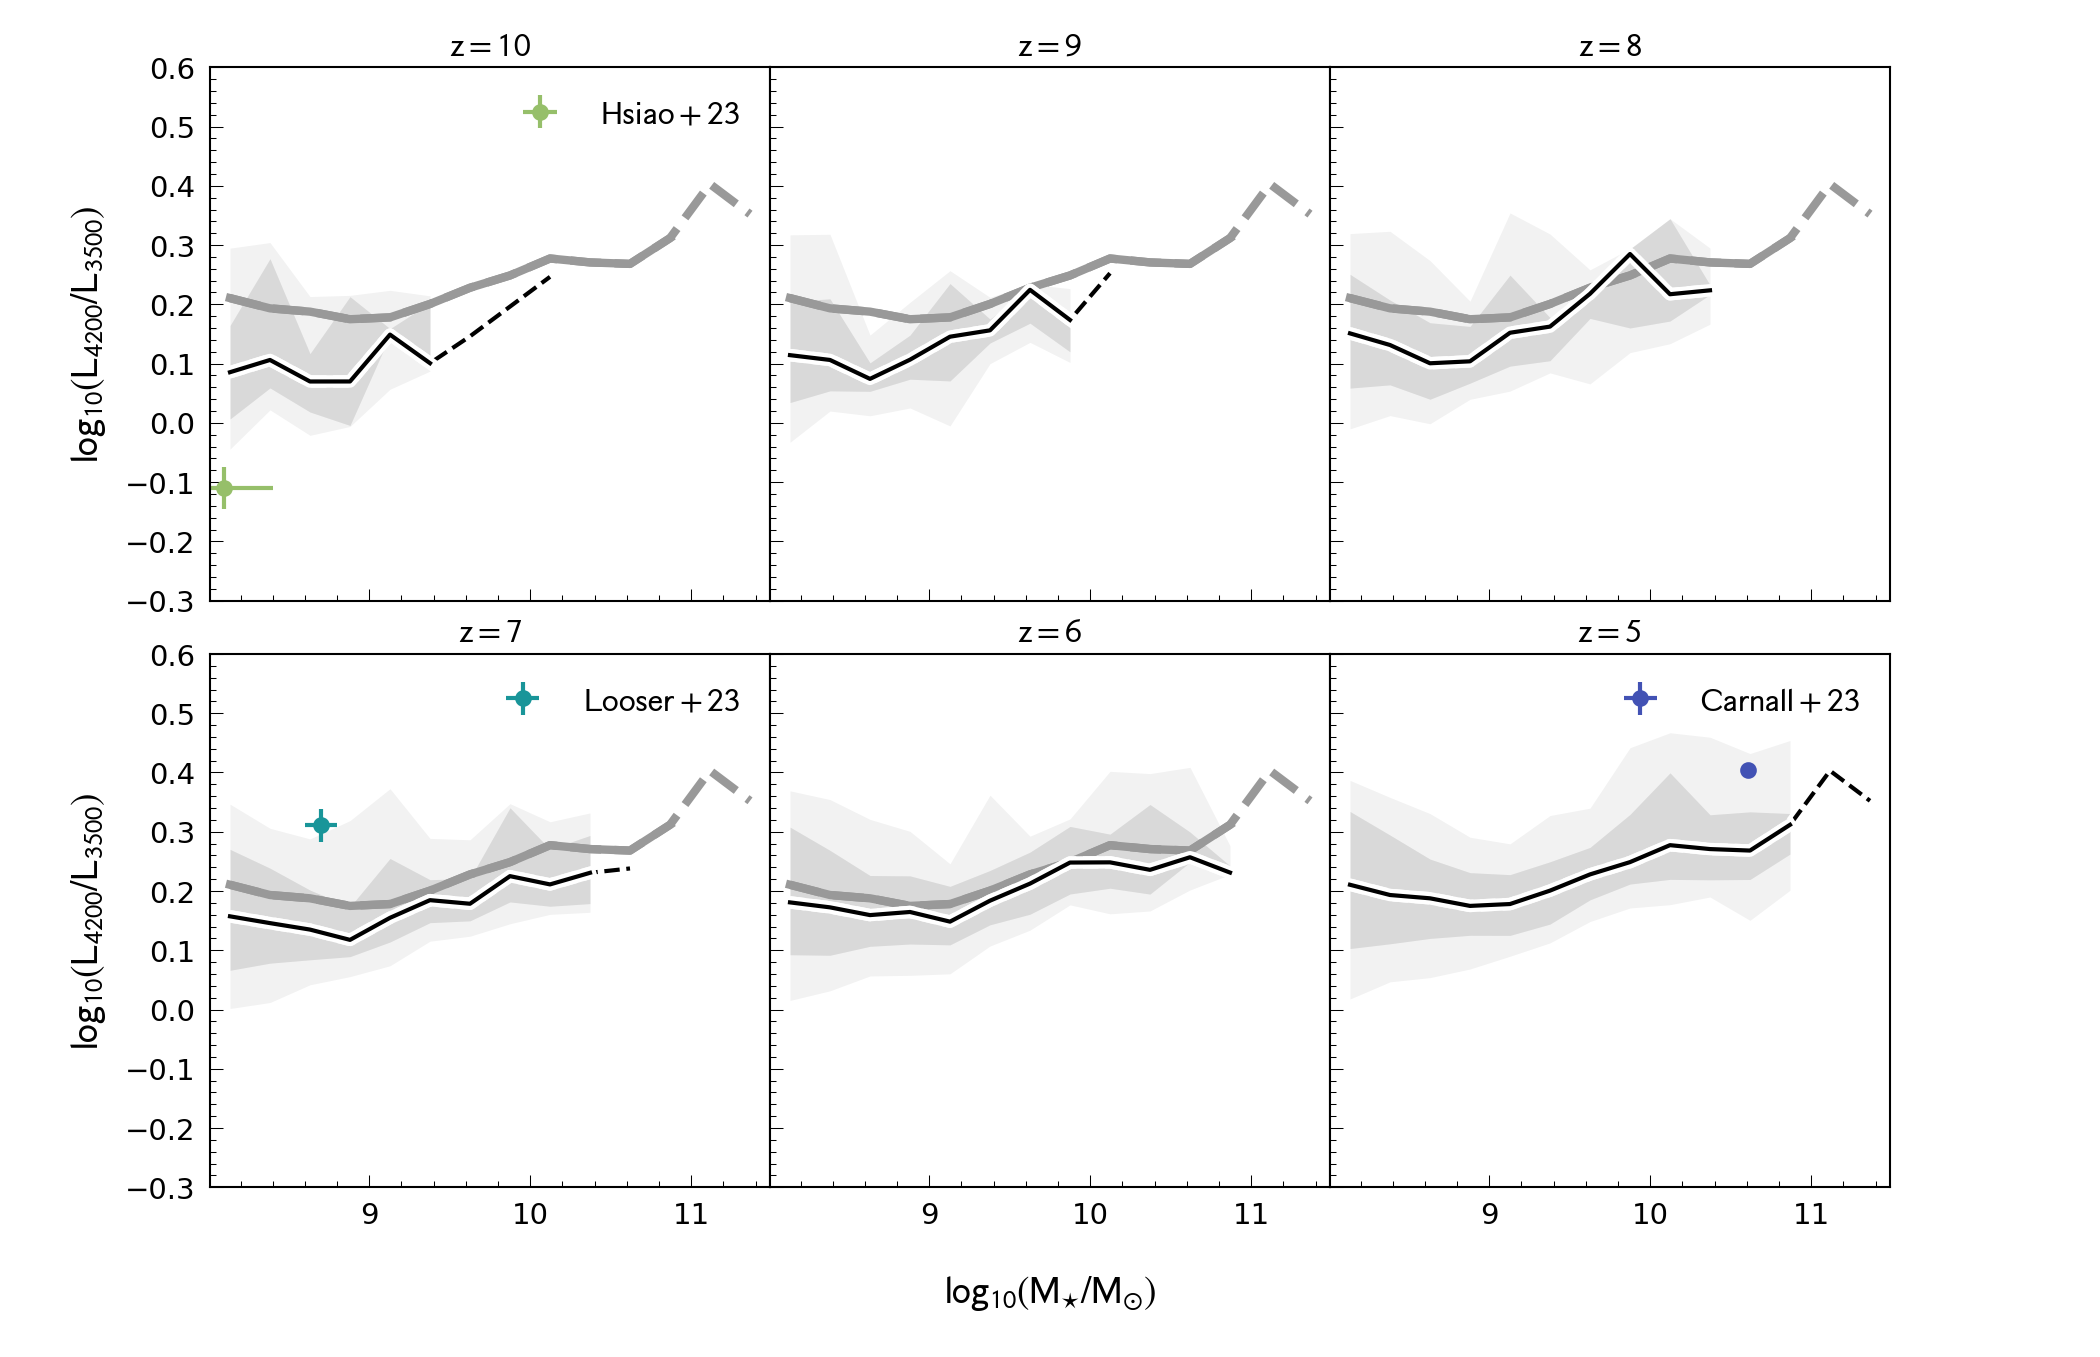 z = 10
z = 9
z = 8
0.6
0.5
0.4
0.3
0.2
0.1
0.0
−0.1
−0.2
−0.3
log₁₀(L₄₂₀₀/L₃₅₀₀)
Hsiao + 23
z = 7
z = 6
z = 5
0.6
0.5
0.4
0.3
0.2
0.1
0.0
−0.1
−0.2
−0.3
log₁₀(L₄₂₀₀/L₃₅₀₀)
Looser + 23
Carnall + 23
9 10 11
9 10 11
9 10 11
log₁₀(M⋆/M⊙)